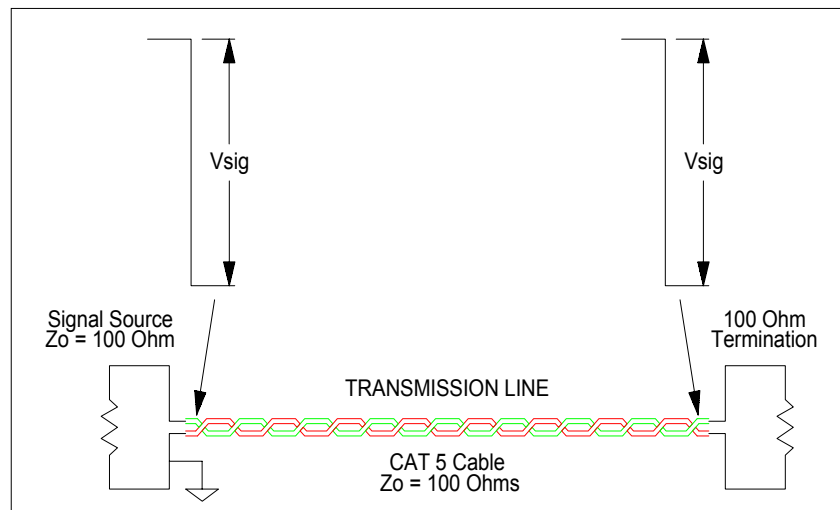 Vsig
Vsig
Signal Source
Zo = 100 Ohm
100 Ohm
Termination
TRANSMISSION LINE
CAT 5 Cable
Zo = 100 Ohms